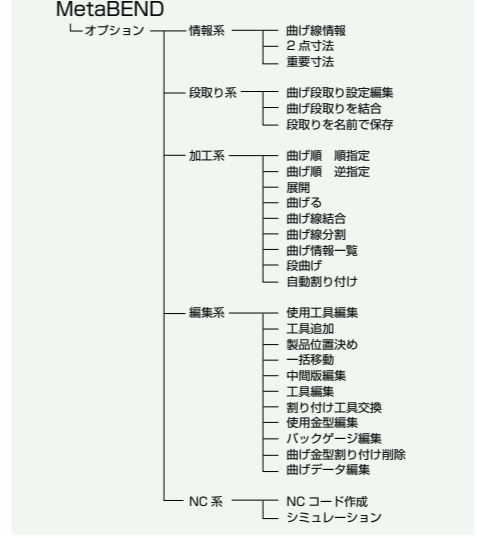 MetaBEND
オプション 情報系 曲げ線情報
2点寸法
重要寸法
段取り系 曲げ段取り設定編集
曲げ段取りを結合
段取りを名前で保存
加工系 曲げ順 順指定
曲げ順 逆指定
展開
曲げる
曲げ線結合
曲げ線分割
曲げ情報一覧
段曲げ
自動割り付け
編集系 使用工具編集
工具追加
製品位置決め
一括移動
中間版編集
工具編集
割り付け工具交換
使用金型編集
バックゲージ編集
曲げ金型割り付け削除
曲げデータ編集
NC系 NCコード作成
シミュレーション